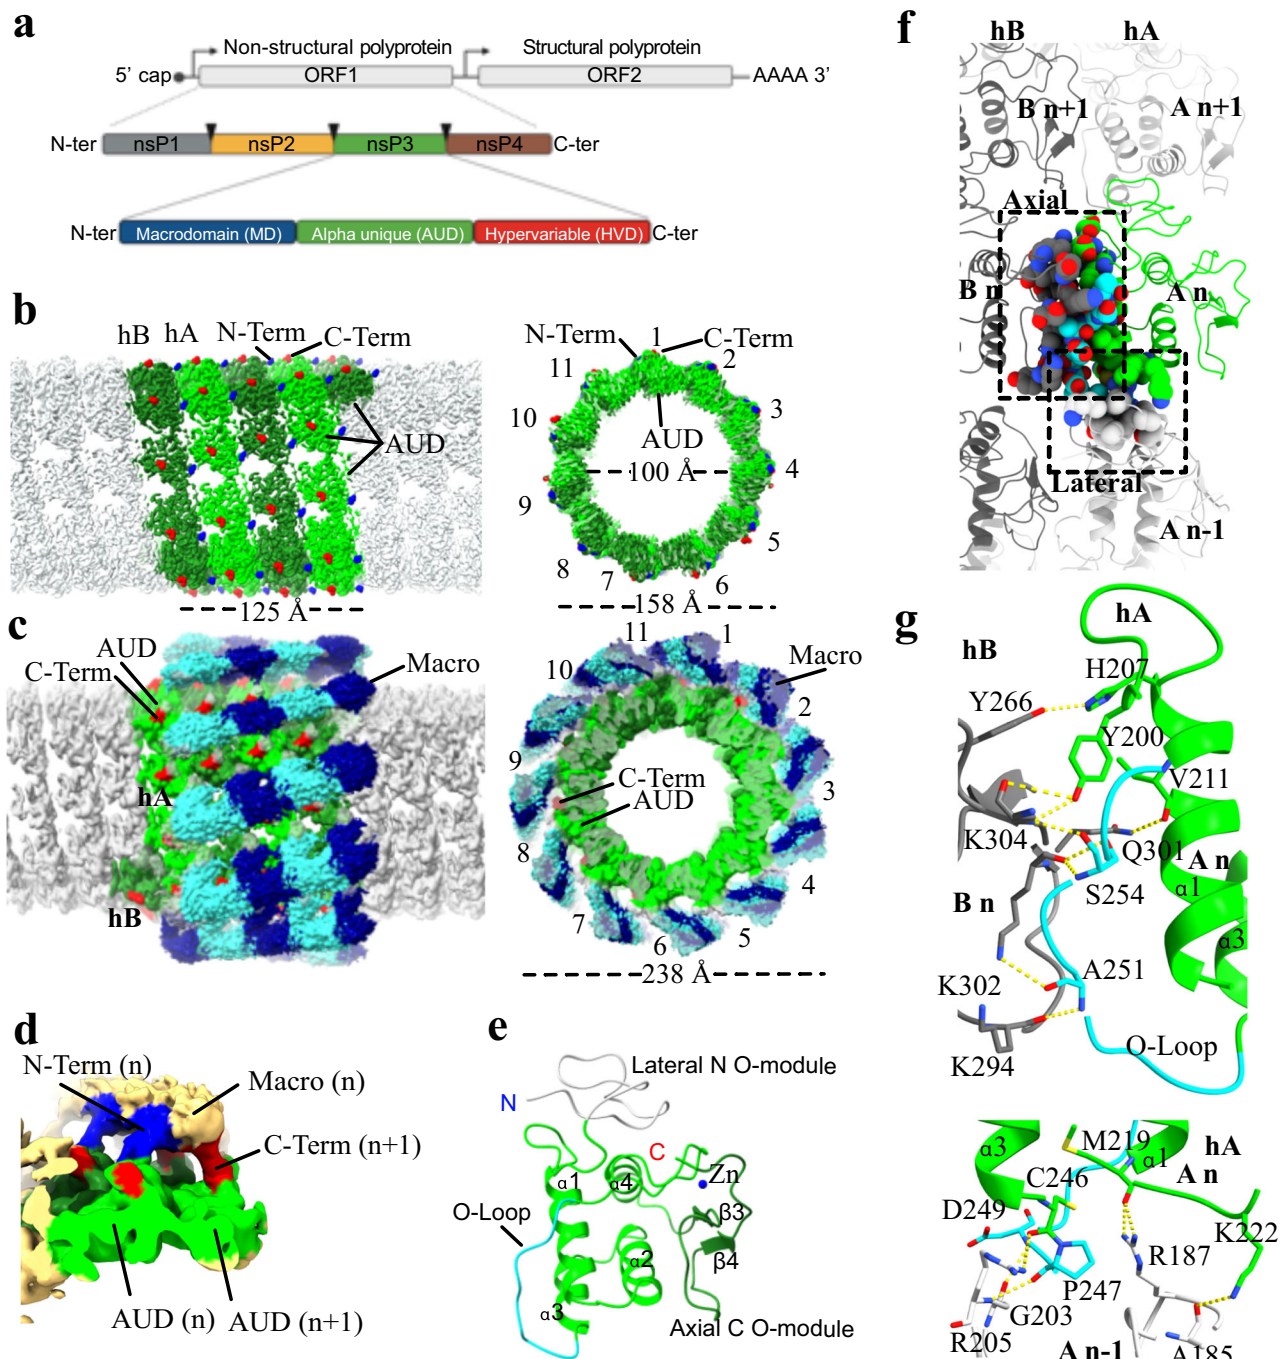 a
Non-structural polyprotein
Structural polyprotein
5’ cap
ORF1
ORF2
AAAA 3’
N-ter
nsP1
nsP2
nsP3
nsP4
C-ter
N-ter
Macrodomain (MD)
Alpha unique (AUD)
Hypervariable (HVD)
C-ter
b
hB
hA
N-Term
C-Term
AUD
125 Å
N-Term
C-Term
1
2
3
4
5
6
7
8
9
10
11
AUD
100 Å
158 Å
c
AUD
C-Term
Macro
hA
hB
11
1
Macro
10
2
9
3
C-Term
AUD
8
4
7
6
5
238 Å
d
N-Term (n)
Macro (n)
C-Term (n+1)
AUD (n)
AUD (n+1)
e
Lateral N O-module
N
C
Zn
α1
α4
O-Loop
β3
α2
β4
α3
Axial C O-module
f
hB
hA
B n+1
A n+1
Axial
B n
A n
Lateral
A n-1
g
hA
hB
H207
Y266
Y200
V211
K304
Q301
A n
S254
α1
B n
α3
A251
K302
O-Loop
K294
M219
hA
α3
α1
A n
C246
D249
K222
R187
P247
G203
R205
A n-1
A185